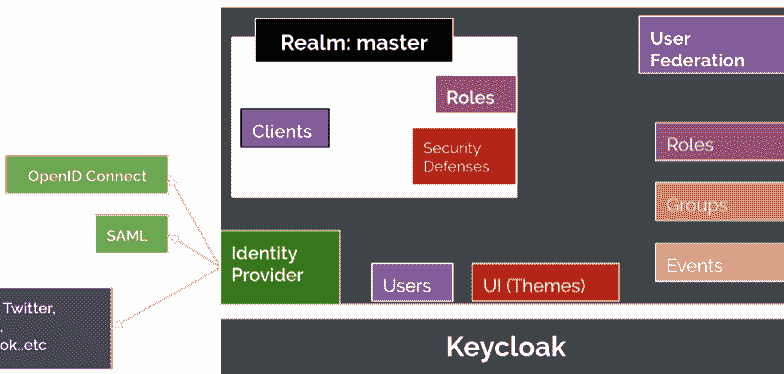 Realm: master
User
Federation
Roles
Clients
Security
Defenses
Roles
OpenID Connect
Groups
SAML
Identity
Provider
Events
Users
UI (Themes)
Twitter,
,
ok..etc
Keycloak